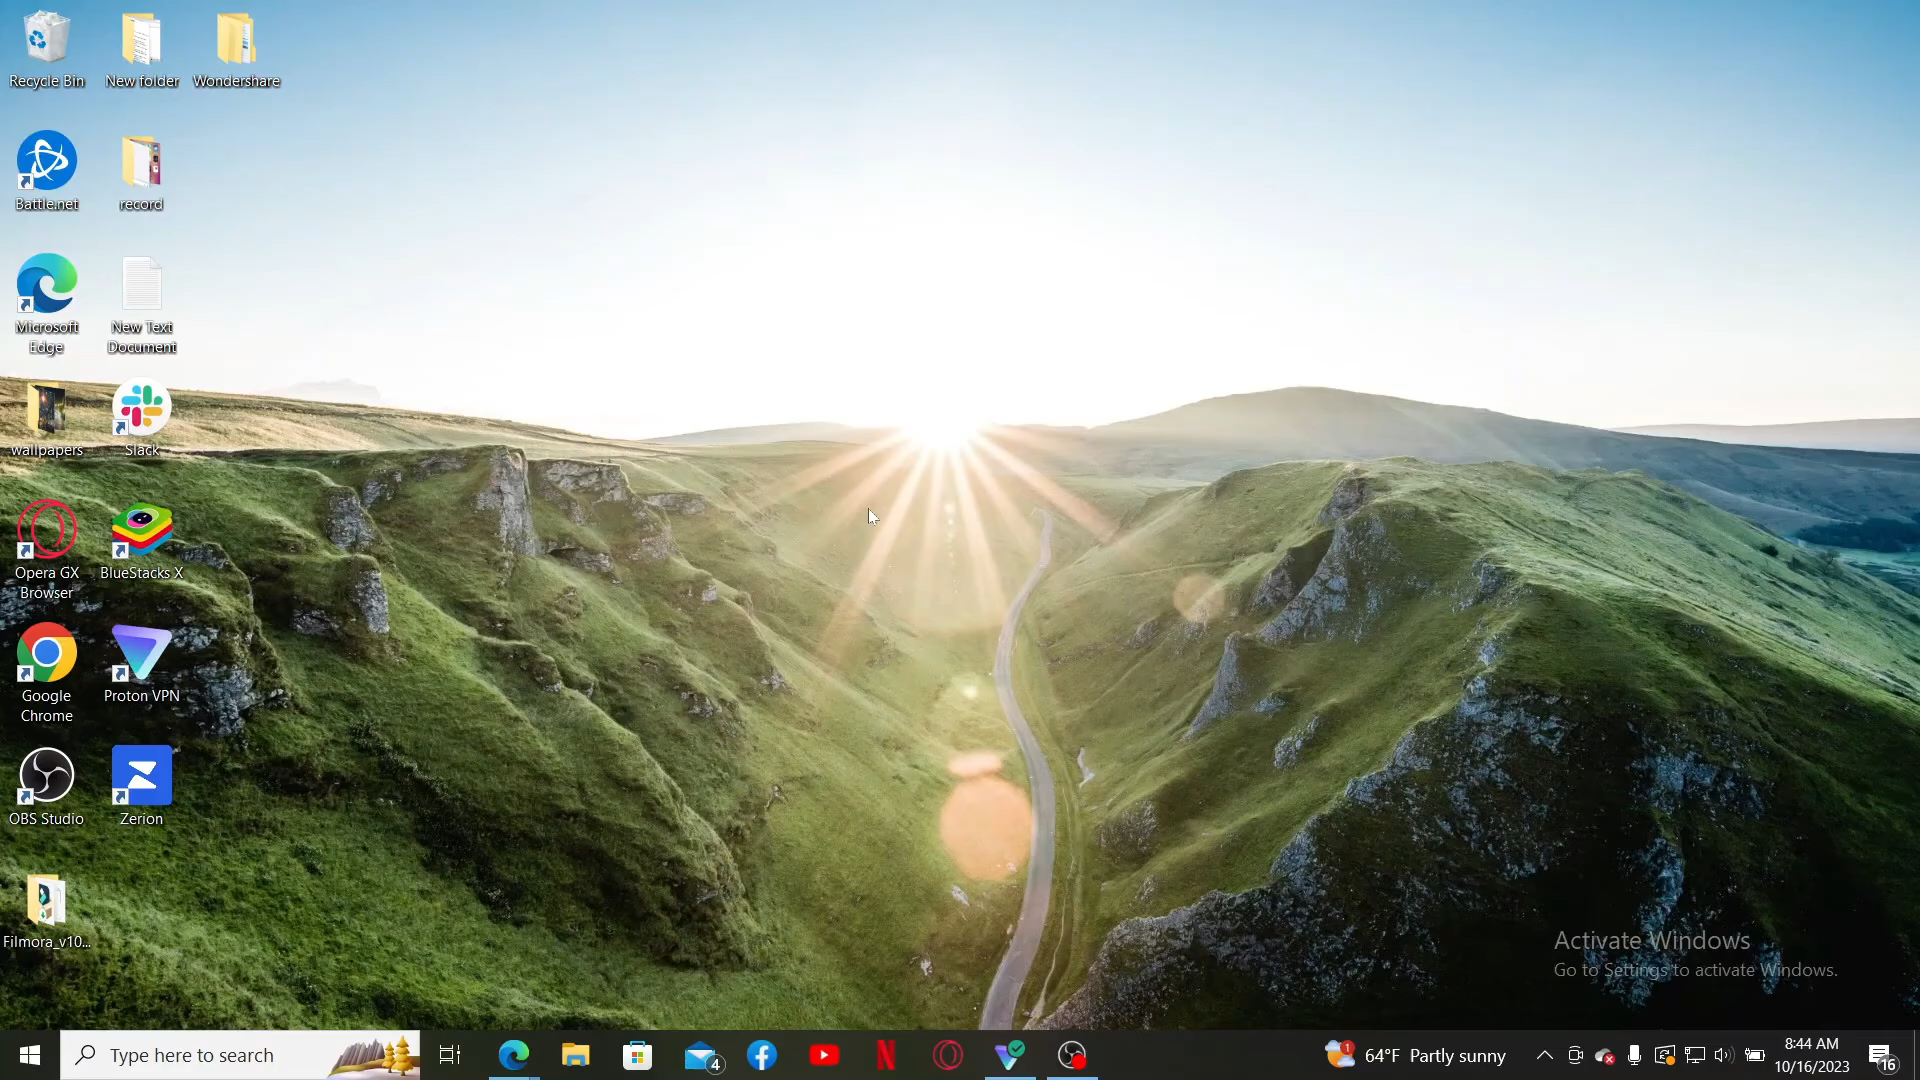 Recycle Bin
New folder
Wondershare
Battle.net
record
Microsoft
Edge
New Text
Document
wallpapers
Slack
Opera GX
Browser
BlueStacks X
Google
Chrome
Proton VPN
OBS Studio
Zerion
Filmora_v10...
Activate Windows
Go to Settings to activate Windows.
Type here to search
4
1
64°F Partly sunny
8:44 AM
10/16/2023
16